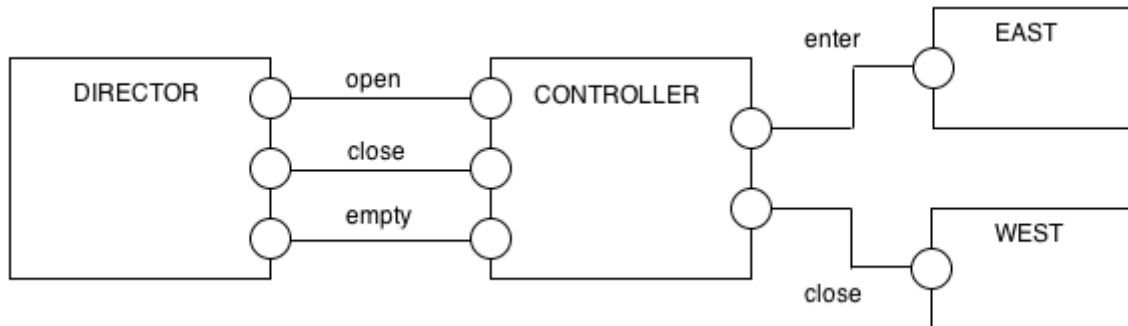 DIRECTOR
open
close
empty
CONTROLLER
enter
EAST
close
WEST